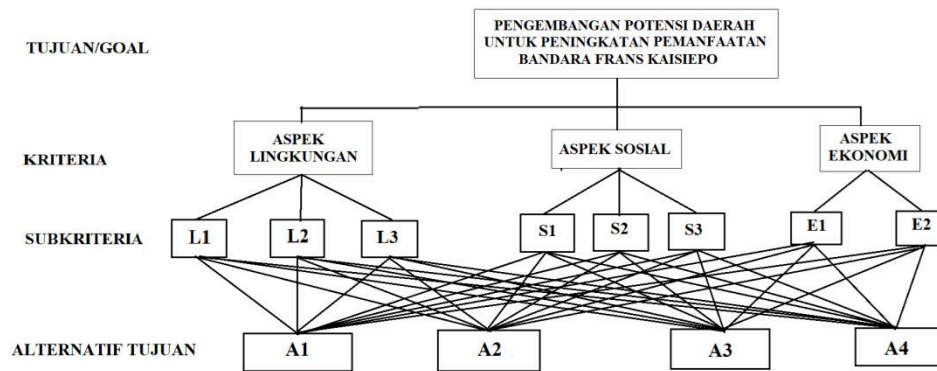 TUJUAN/GOAL
PENGEMBANGAN POTENSI DAERAH
UNTUK PENINGKATAN PEMANFAATAN
BANDARA FRANS KAISIEPO
KRITERIA
ASPEK
LINGKUNGAN
ASPEK SOSIAL
ASPEK
EKONOMI
SUBKRITERIA
L1
L2
L3
S1
S2
S3
E1
E2
ALTERNATIF TUJUAN
A1
A2
A3
A4